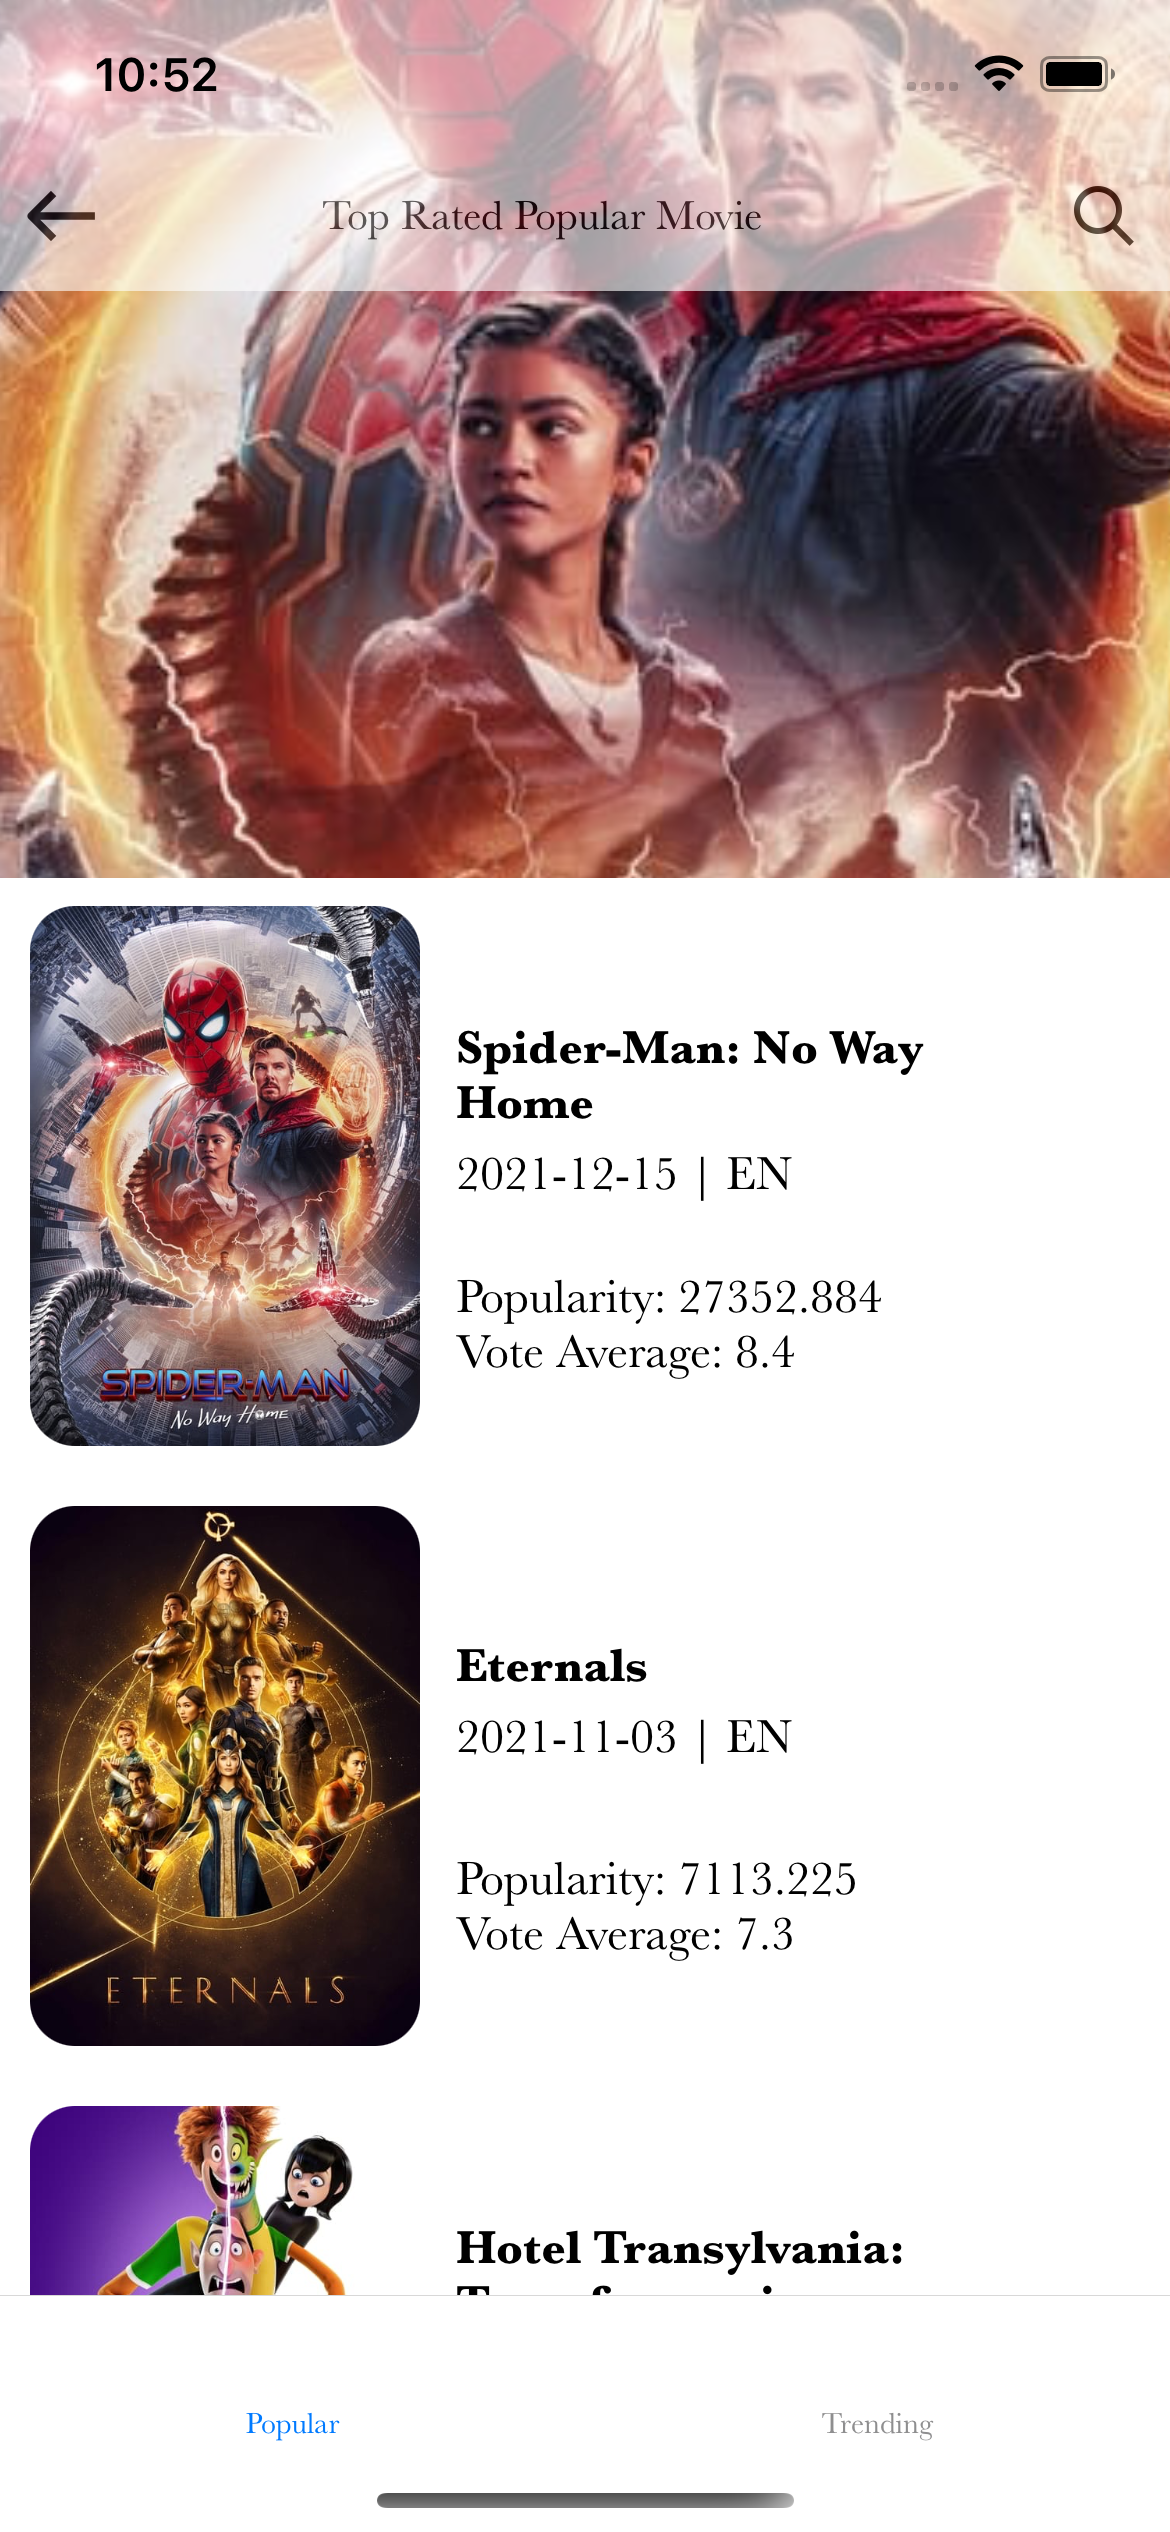 10:52
Top Rated Popular Movie
SPIDER-MAN
No Way Home
Spider-Man: No Way
Home
2021-12-15 | EN
Popularity: 27352.884
Vote Average: 8.4
ETERNALS
Eternals
2021-11-03 | EN
Popularity: 7113.225
Vote Average: 7.3
Hotel Transylvania:
Popular
Trending